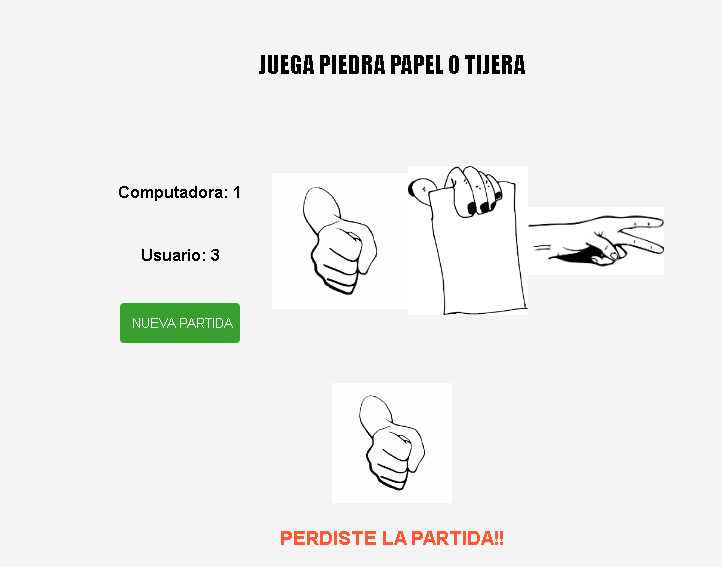 JUEGA PIEDRA PAPEL O TIJERA
Computadora: 1
Usuario: 3
NUEVA PARTIDA
PERDISTE LA PARTIDA!!